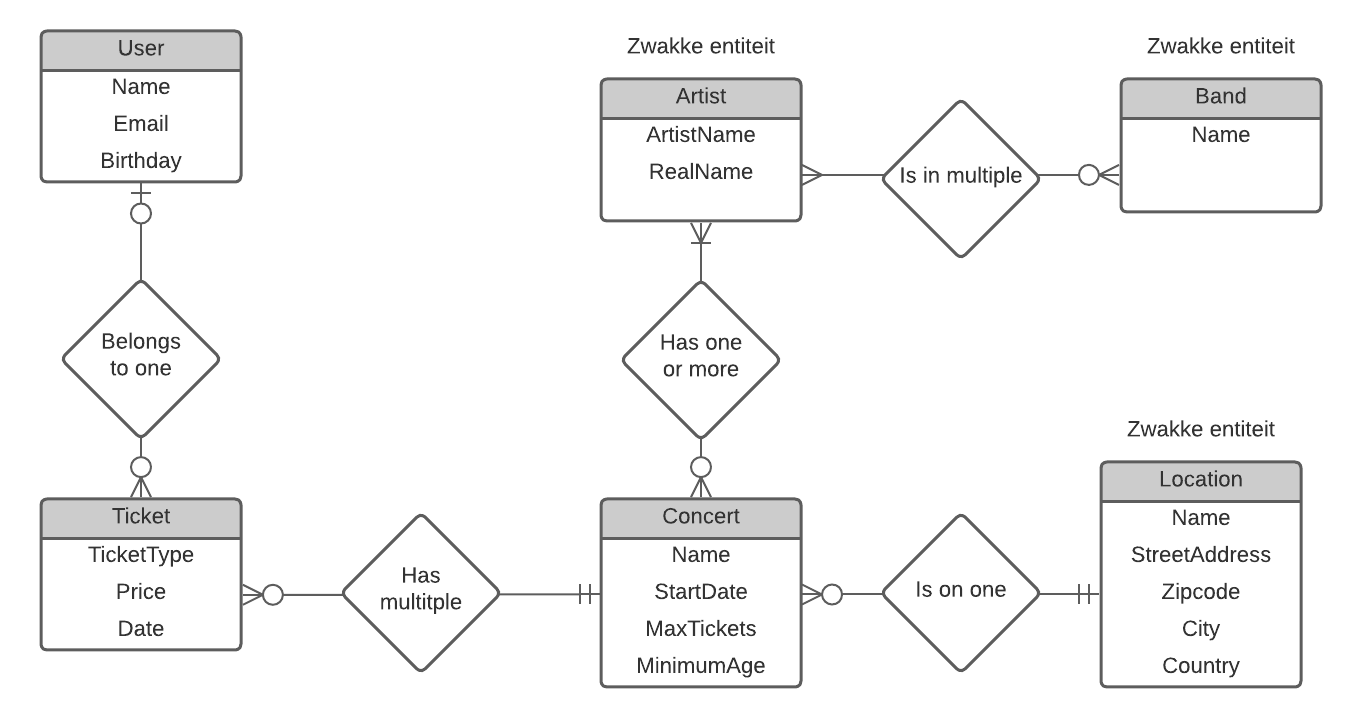 User
Name
Email
Birthday
Zwakke entiteit
Artist
ArtistName
RealName
Is in multiple
Zwakke entiteit
Band
Name
Belongs
to one
Has one
or more
Ticket
TicketType
Price
Date
Has
multitple
Concert
Name
StartDate
MaxTickets
MinimumAge
Is on one
Zwakke entiteit
Location
Name
StreetAddress
Zipcode
City
Country